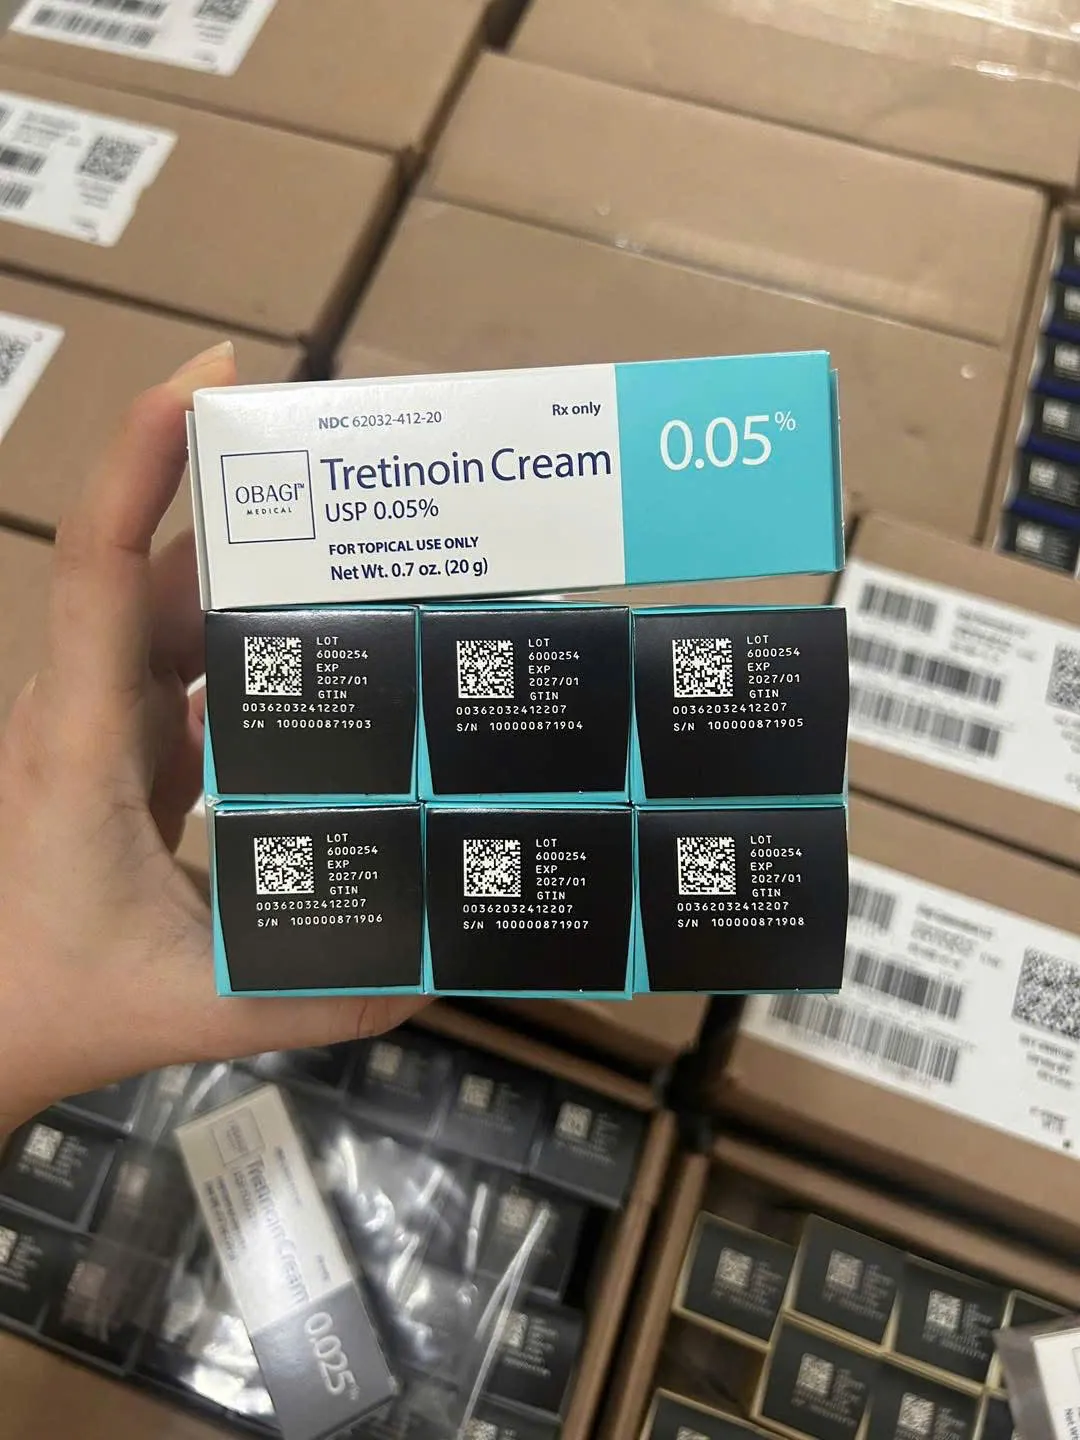 NDC 62032-412-20
Rx only
OBAGI™
MEDICAL
Tretinoin Cream
USP 0.05%
FOR TOPICAL USE ONLY
Net Wt. 0.7 oz. (20 g)
0.05%
LOT
6000254
EXP
2027/01
GTIN
00362032412207
S/N 100000871903
LOT
6000254
EXP
2027/01
GTIN
00362032412207
S/N 100000871904
LOT
6000254
EXP
2027/01
GTIN
00362032412207
S/N 100000871905
LOT
6000254
EXP
2027/01
GTIN
00362032412207
S/N 100000871906
LOT
6000254
EXP
2027/01
GTIN
00362032412207
S/N 100000871907
LOT
6000254
EXP
2027/01
GTIN
00362032412207
S/N 100000871908
OBAGI
Tretinoin Cream
0.025%